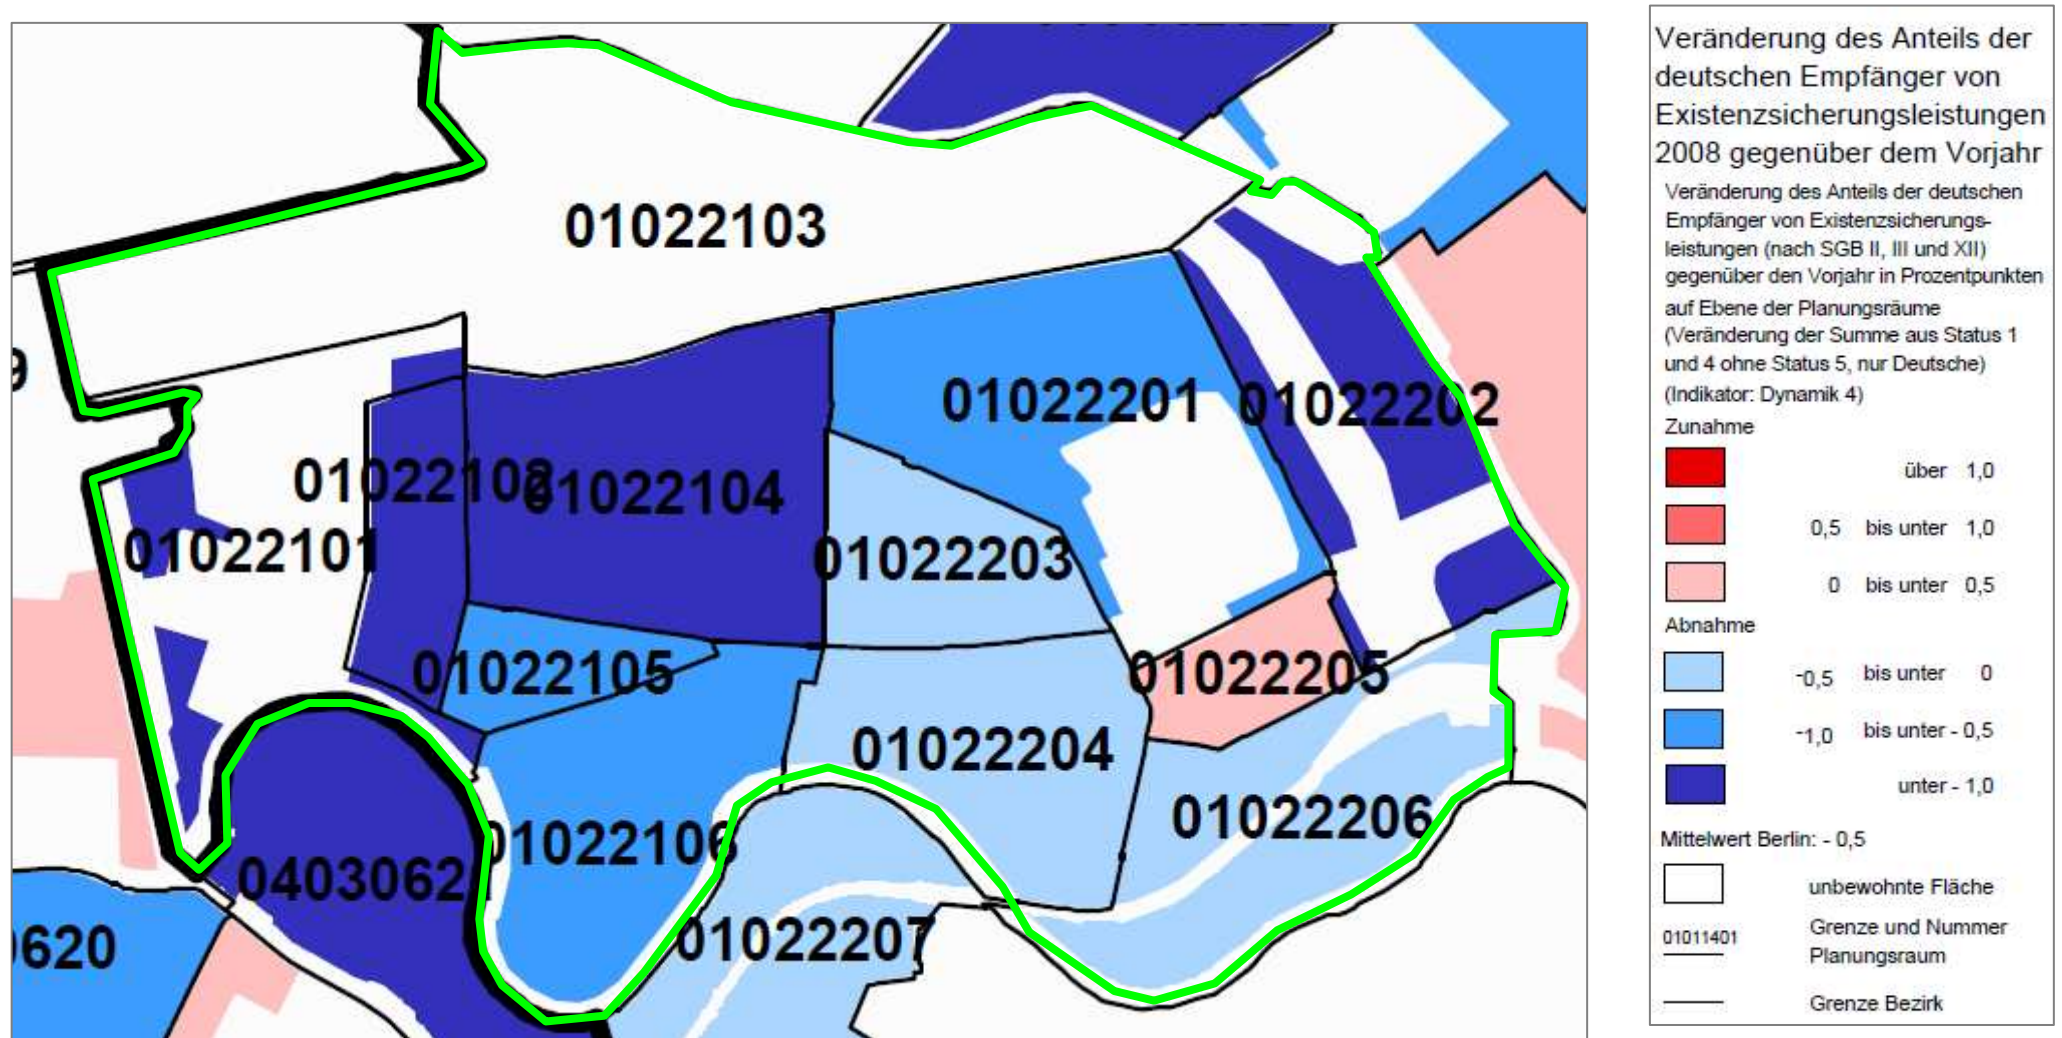 01022103
9
01022201
01022202
01022102
01022104
01022101
01022203
01022105
01022205
01022204
01022206
01022106
0403062
01022207
0620
Veränderung des Anteils der
deutschen Empfänger von
Existenzsicherungsleistungen
2008 gegenüber dem Vorjahr
Veränderung des Anteils der deutschen
Empfänger von Existenzsicherungs-
leistungen (nach SGB II, III und XII)
gegenüber den Vorjahr in Prozentpunkten
auf Ebene der Planungsräume
(Veränderung der Summe aus Status 1
und 4 ohne Status 5, nur Deutsche)
(Indikator: Dynamik 4)
Zunahme
über 1,0
0,5 bis unter 1,0
0 bis unter 0,5
Abnahme
-0,5 bis unter 0
-1,0 bis unter - 0,5
unter - 1,0
Mittelwert Berlin: - 0,5
unbewohnte Fläche
01011401 Grenze und Nummer
Planungsraum
Grenze Bezirk